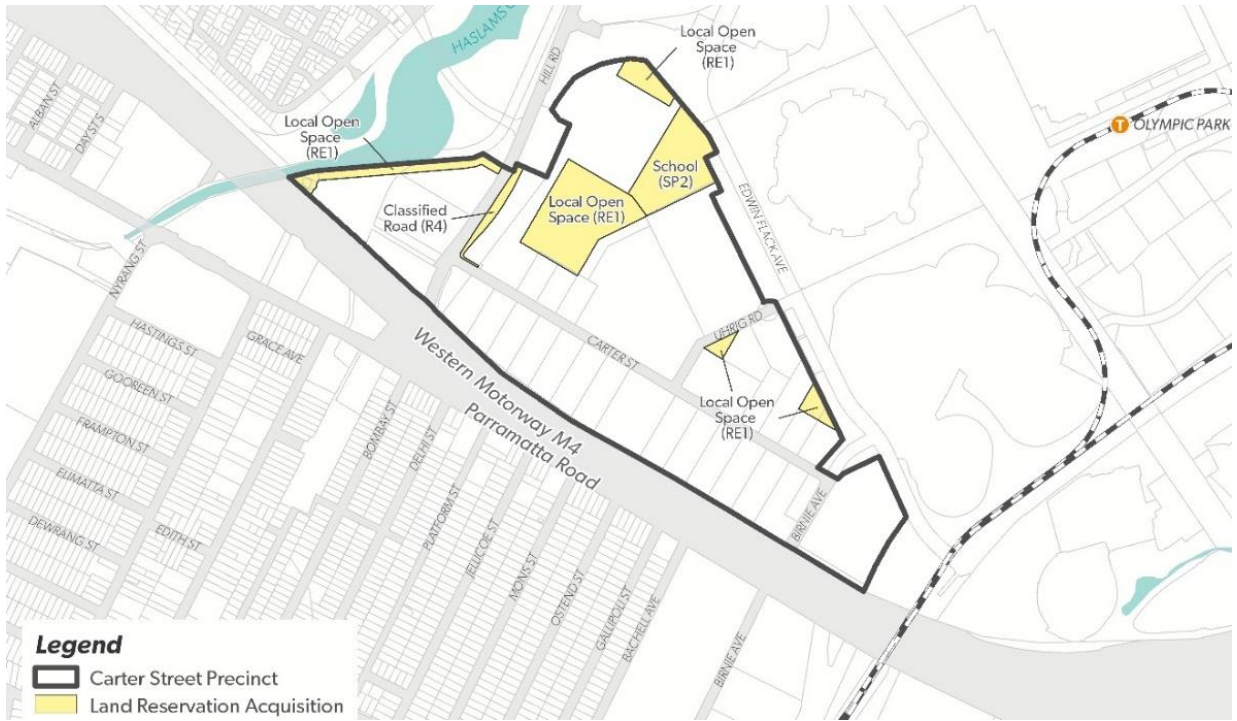 HASLAMS C
HILL RD
Local Open
Space
(RE1)
ALBAN ST
DAY ST S
Local Open
Space
(RE1)
OLYMPIC PARK
T
School
(SP2)
Local Open
Space (RE1)
Classified
Road (R4)
EDWIN FLACK AVE
NYRANG ST
UHRIG RD
CARTER ST
HASTINGS ST
GRACE AVE
GOOREEN ST
Local Open
Space
(RE1)
Western Motorway M4
Parramatta Road
FRAMPTON ST
BOMBAY ST
DELHI ST
EUMATTA ST
EDITH ST
DEWRANG ST
PLATFORM ST
JELLICOE ST
MONS ST
OSTEND ST
GALLIPOLI ST
BACHELL AVE
BIRNIE AVE
BIRNIE AVE
Legend
Carter Street Precinct
Land Reservation Acquisition